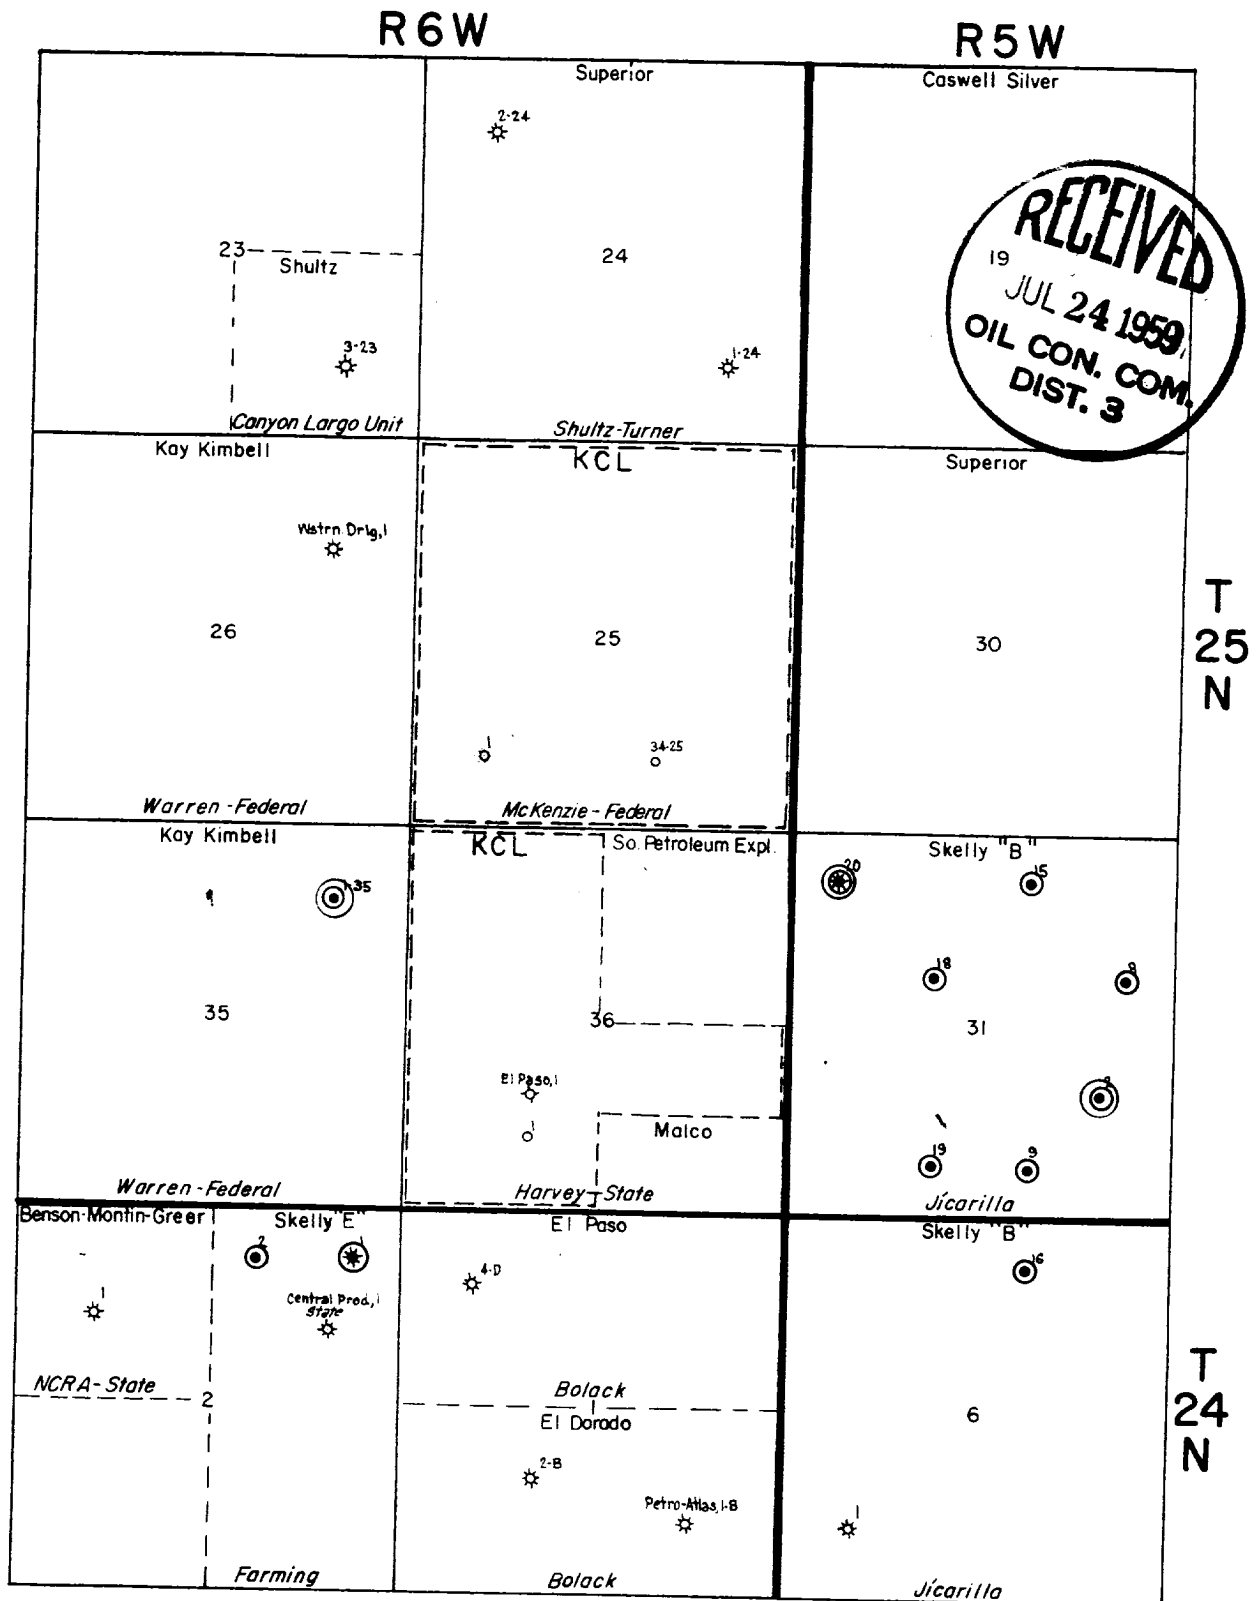 R6W
R5W
Superior
Caswell Silver
2-24
RECEIVED
19
JUL 24 1959
OIL CON. COM.
DIST. 3
23
Shultz
24
3-23
1-24
Canyon Largo Unit
Shultz-Turner
Kay Kimbell
KCL
Superior
Wstrn. Drlg, 1
T
25
N
26
25
30
1
34-25
Warren-Federal
McKenzie-Federal
Kay Kimbell
KCL
So. Petroleum Expl.
Skelly "B"
1-35
20
15
18
35
36
31
El Paso, 1
1
Malco
19
9
Warren-Federal
Harvey-State
Jicarilla
Benson-Montin-Greer
Skelly "E"
El Paso
Skelly "B"
2
1
4-D
16
1
Central Prod, 1
State
T
24
N
NCRA-State
2
Bolack
1
El Dorado
6
2-B
Petro-Atlas, 1-B
1
Farming
Bolack
Jicarilla